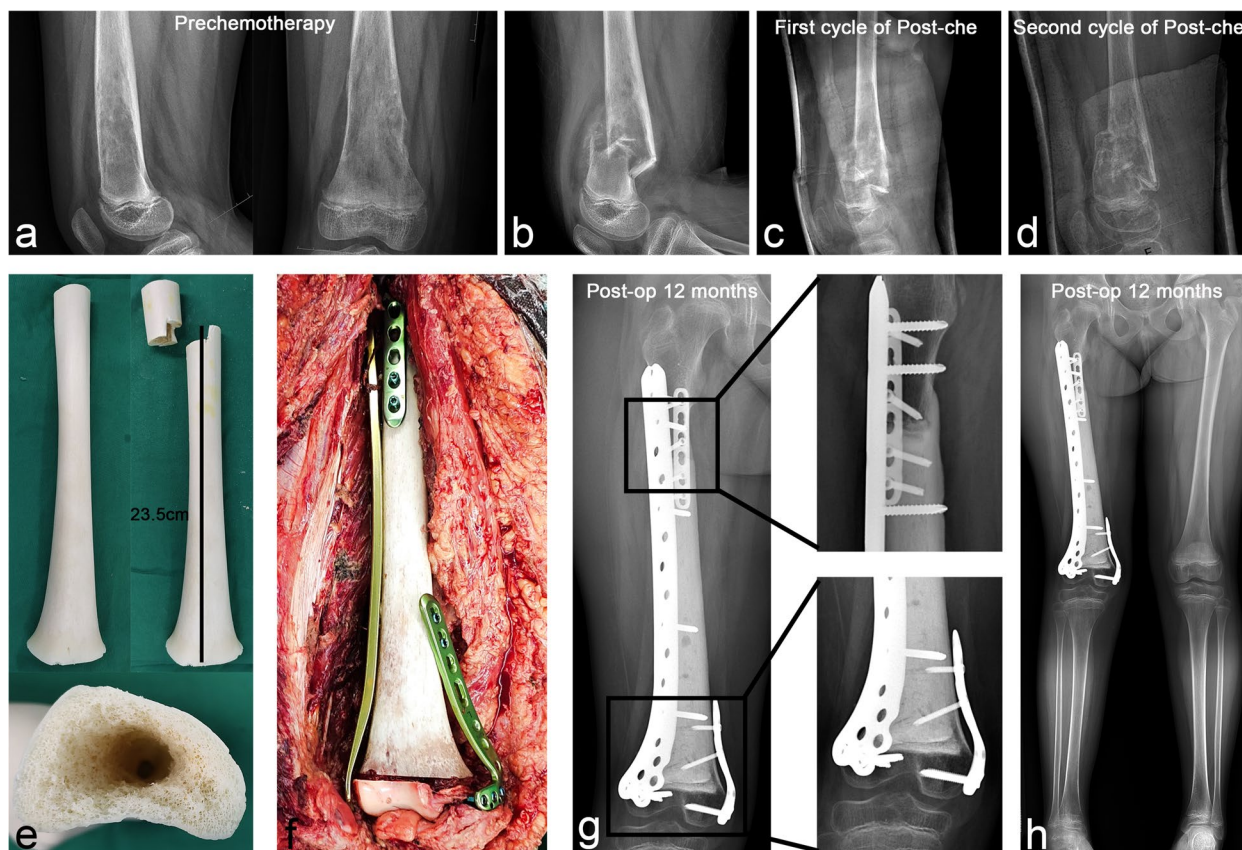 Prechemotherapy
First cycle of Post-che
Second cycle of Post-che
a
b
c
d
23.5cm
Post-op 12 months
Post-op 12 months
e
f
g
h